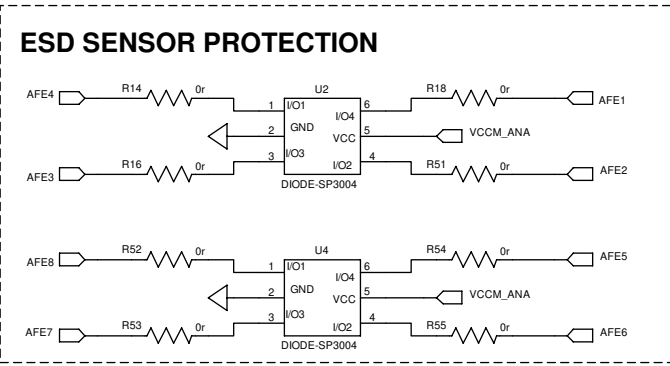 ESD SENSOR PROTECTION
AFE4 R14 0r U2 R18 0r AFE1
1 I/O1 I/O4 6
2 GND VCC 5 VCCM_ANA
3 I/O3 I/O2 4
AFE3 R16 0r R51 0r AFE2
DIODE-SP3004
AFE8 R52 0r U4 R54 0r AFE5
1 I/O1 I/O4 6
2 GND VCC 5 VCCM_ANA
3 I/O3 I/O2 4
AFE7 R53 0r R55 0r AFE6
DIODE-SP3004